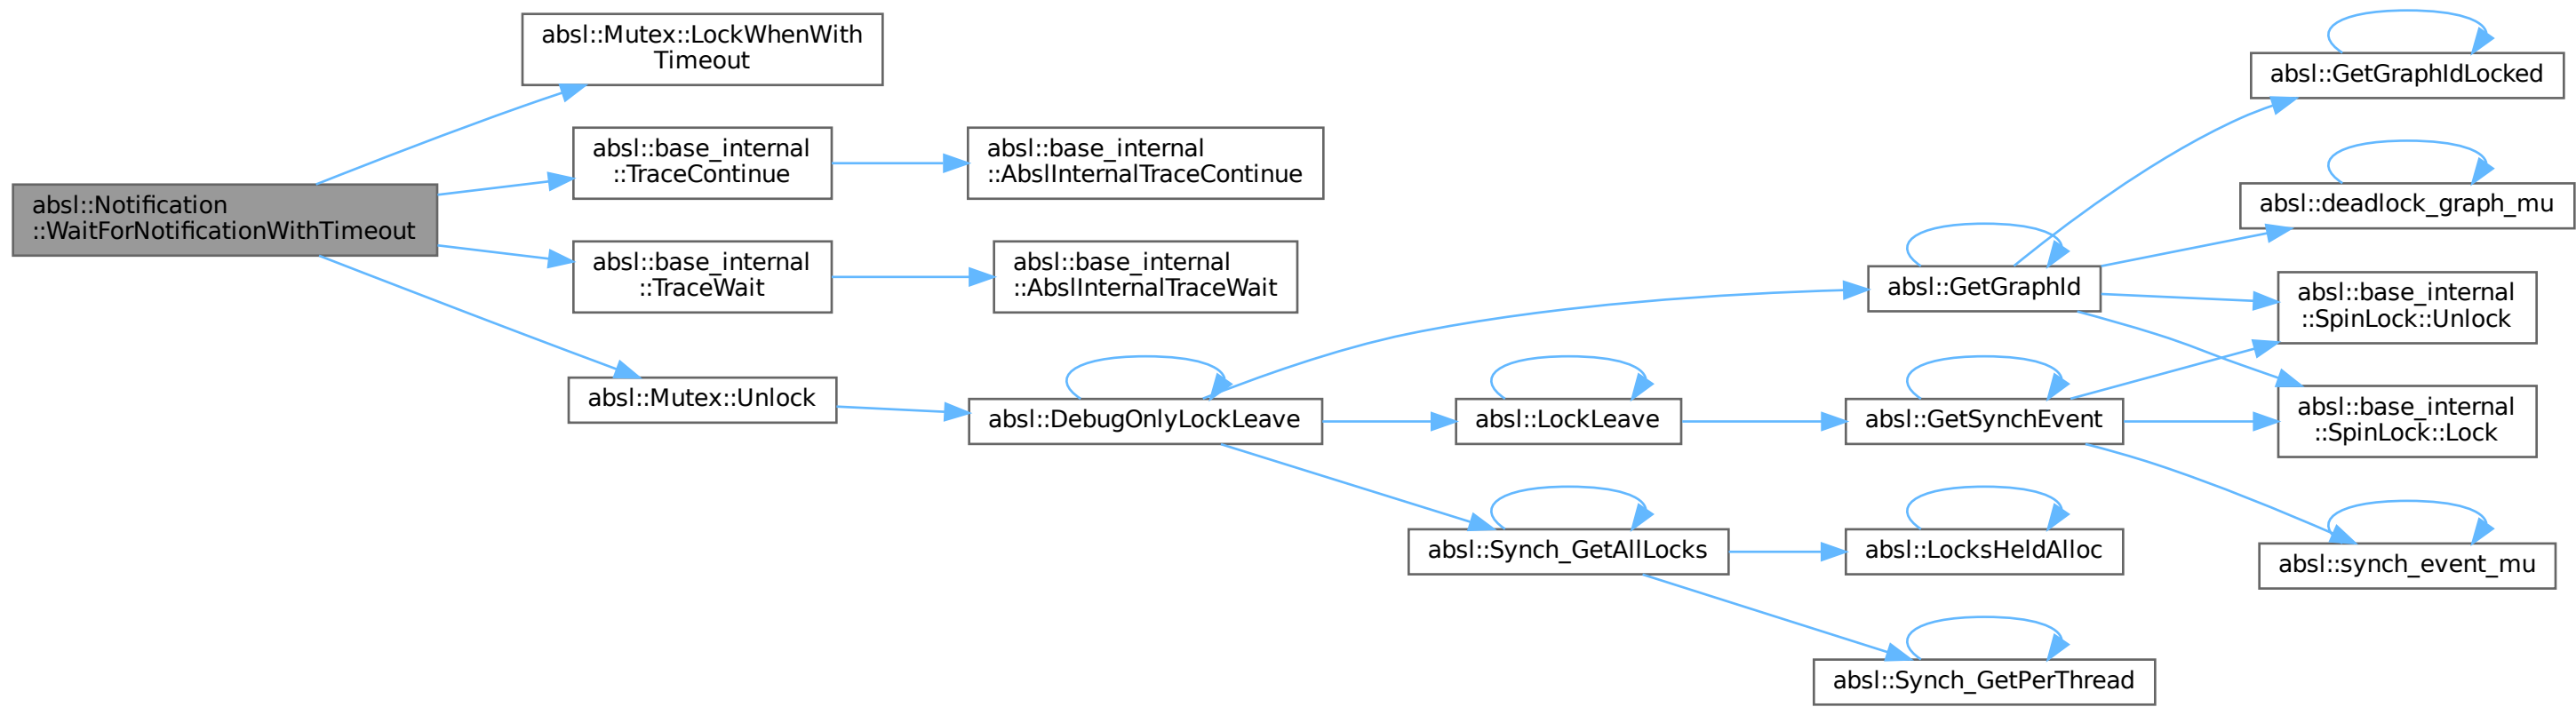 absl::Notification
::WaitForNotificationWithTimeout
absl::Mutex::LockWhenWith
Timeout
absl::base_internal
::TraceContinue
absl::base_internal
::AbslInternalTraceContinue
absl::base_internal
::TraceWait
absl::base_internal
::AbslInternalTraceWait
absl::Mutex::Unlock
absl::DebugOnlyLockLeave
absl::GetGraphId
absl::GetGraphIdLocked
absl::deadlock_graph_mu
absl::base_internal
::SpinLock::Unlock
absl::base_internal
::SpinLock::Lock
absl::LockLeave
absl::GetSynchEvent
absl::synch_event_mu
absl::Synch_GetAllLocks
absl::LocksHeldAlloc
absl::Synch_GetPerThread